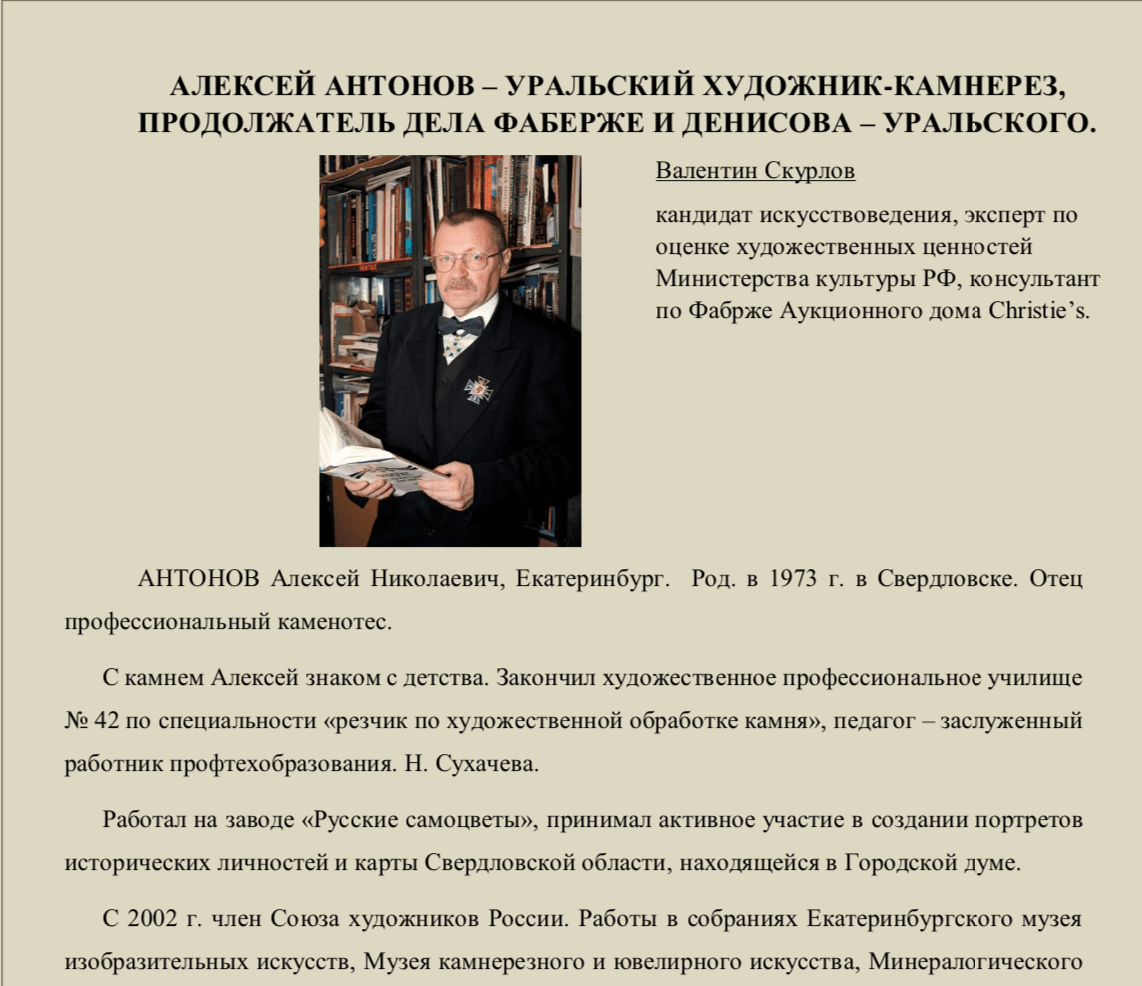 АЛЕКСЕЙ АНТОНОВ – УРАЛЬСКИЙ ХУДОЖНИК-КАМНЕРЕЗ,
ПРОДОЛЖАТЕЛЬ ДЕЛА ФАБЕРЖЕ И ДЕНИСОВА – УРАЛЬСКОГО.
Валентин Скурлов
кандидат искусствоведения, эксперт по
оценке художественных ценностей
Министерства культуры РФ, консультант
по Фабрже Аукционного дома Christie’s.
АНТОНОВ Алексей Николаевич, Екатеринбург. Род. в 1973 г. в Свердловске. Отец
профессиональный каменотес.
С камнем Алексей знаком с детства. Закончил художественное профессиональное училище
№ 42 по специальности «резчик по художественной обработке камня», педагог – заслуженный
работник профтехобразования. Н. Сухачева.
Работал на заводе «Русские самоцветы», принимал активное участие в создании портретов
исторических личностей и карты Свердловской области, находящейся в Городской думе.
С 2002 г. член Союза художников России. Работы в собраниях Екатеринбургского музея
изобразительных искусств, Музея камнерезного и ювелирного искусства, Минералогического